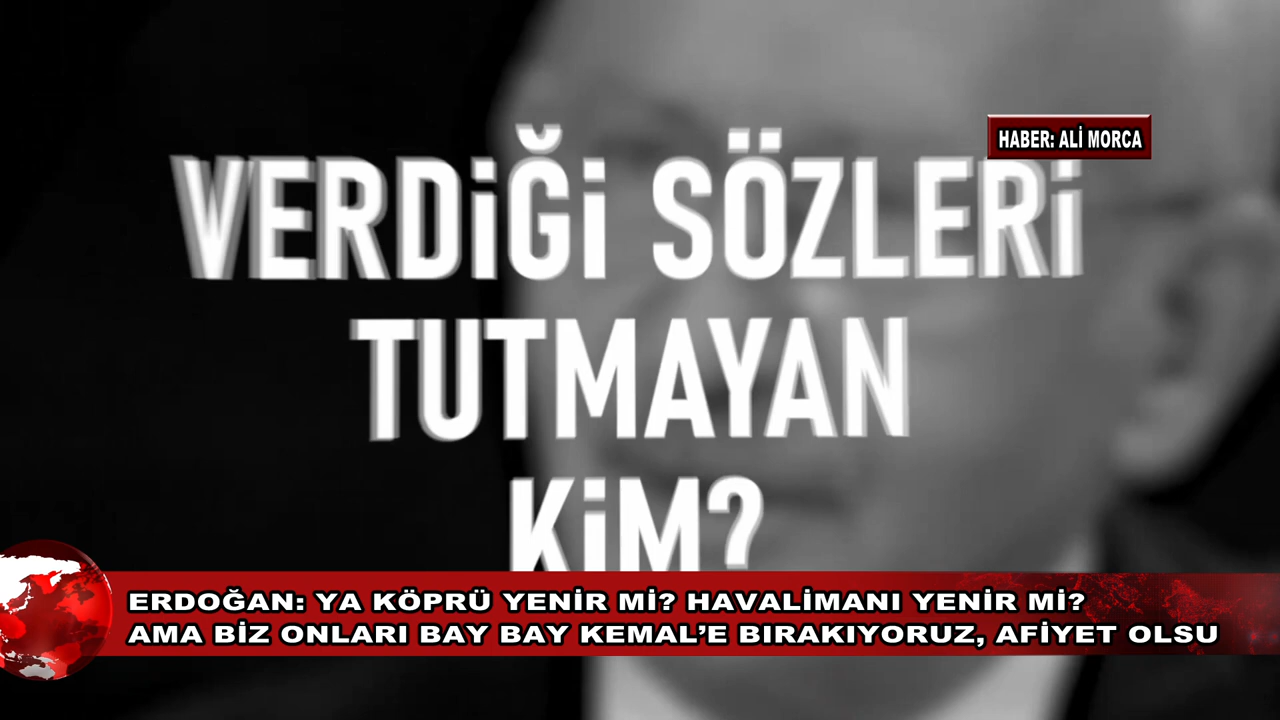 HABER: ALİ MORCA
VERDİĞİ SÖZLERİ
TUTMAYAN
KİM?
ERDOĞAN: YA KÖPRÜ YENİR Mİ? HAVALİMANI YENİR Mİ?
AMA BİZ ONLARI BAY BAY KEMAL'E BIRAKIYORUZ, AFİYET OLSU